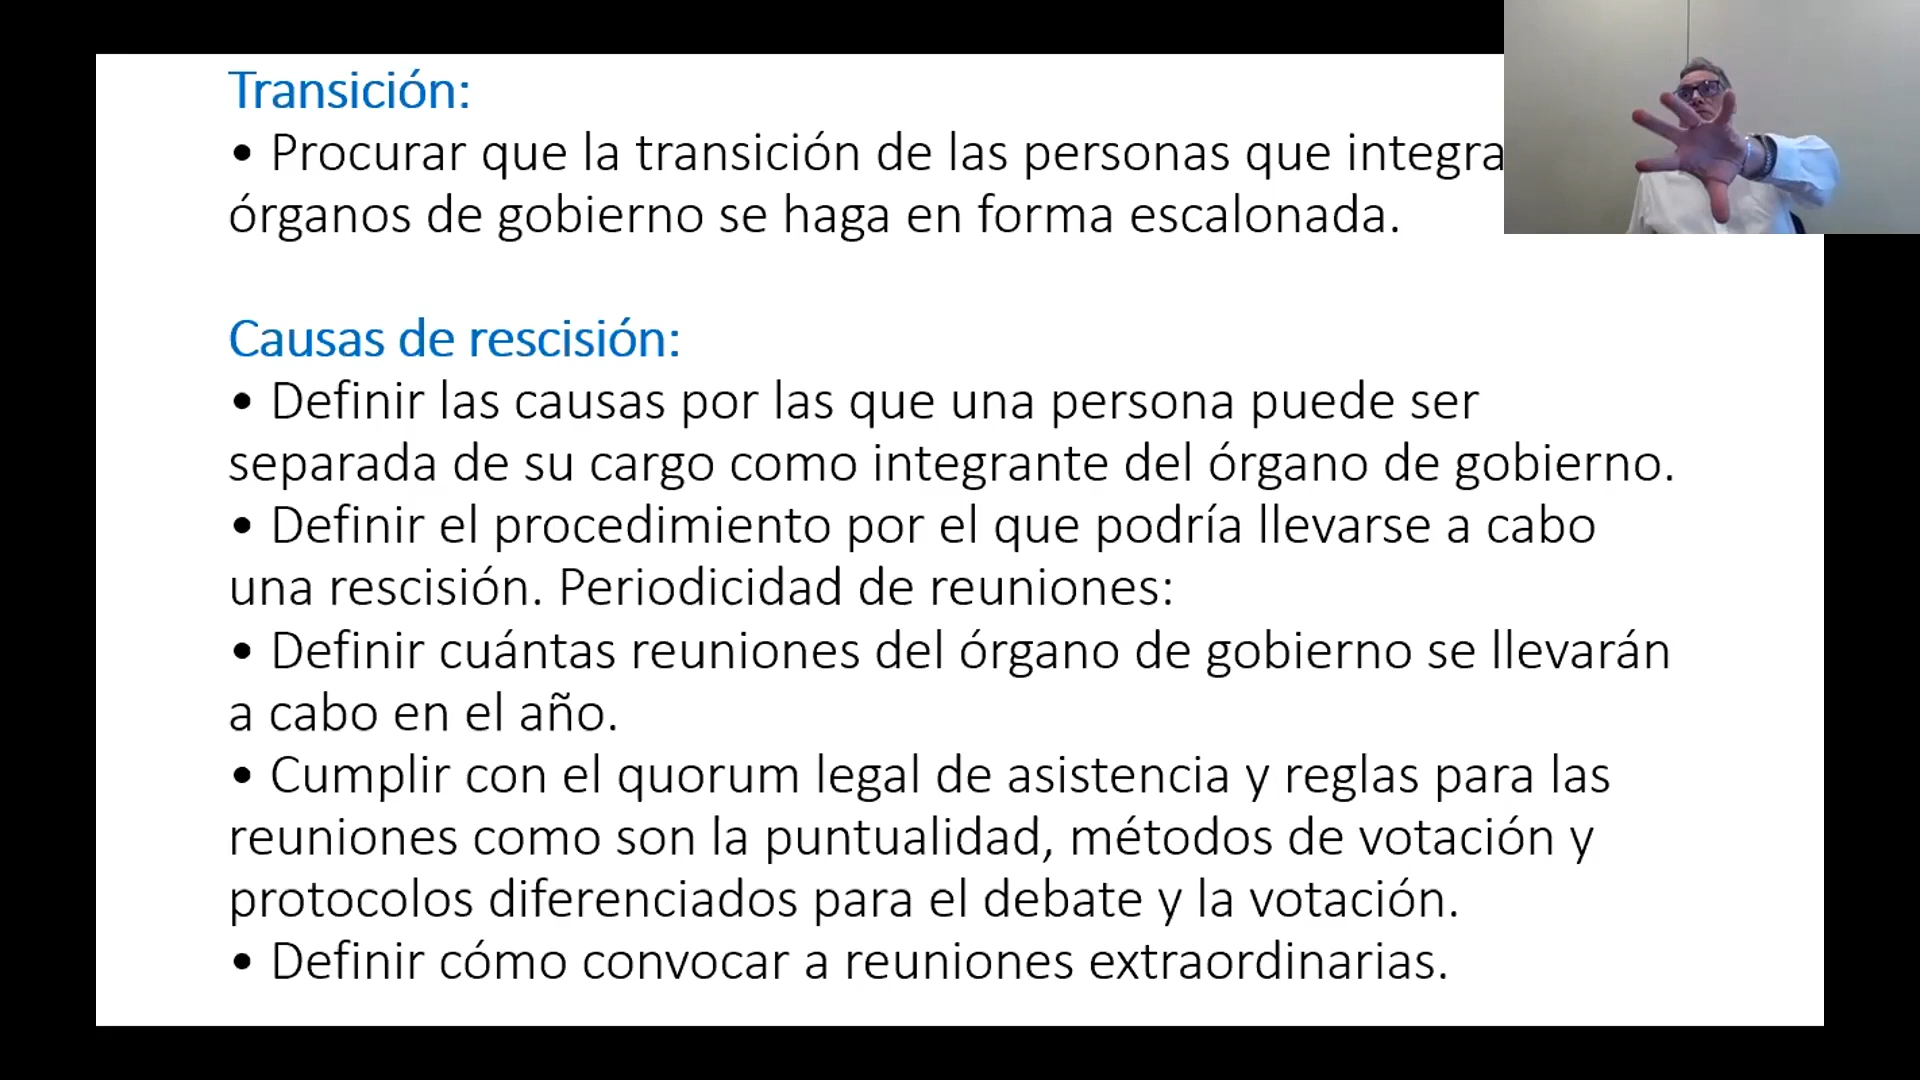 Transición:
• Procurar que la transición de las personas que integra
órganos de gobierno se haga en forma escalonada.
Causas de rescisión:
• Definir las causas por las que una persona puede ser
separada de su cargo como integrante del órgano de gobierno.
• Definir el procedimiento por el que podría llevarse a cabo
una rescisión. Periodicidad de reuniones:
• Definir cuántas reuniones del órgano de gobierno se llevarán
a cabo en el año.
• Cumplir con el quorum legal de asistencia y reglas para las
reuniones como son la puntualidad, métodos de votación y
protocolos diferenciados para el debate y la votación.
• Definir cómo convocar a reuniones extraordinarias.